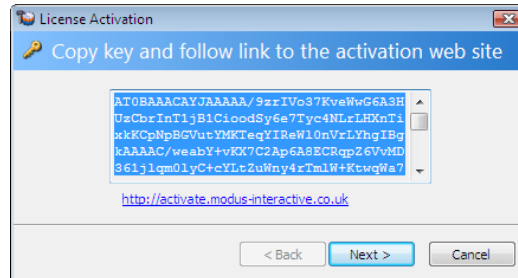 License Activation
Copy key and follow link to the activation web site
AT0BAAACAYJAAAAA/9zrIVo37KveWwG6A3H
UzCbrInT1jB1CioodSy6e7Tyc4NLrLHXnTi
xkKCpNpBGVutYMKTeqYIReWl0nVrLYhgIBg
kAAAAC/weabY+vKX7C2Ap6A8ECRqpZ6VvMD
361jlqm0lyC+cYLtZuWny4rTmlW+KtwqWa7
http://activate.modus-interactive.co.uk
< Back
Next >
Cancel